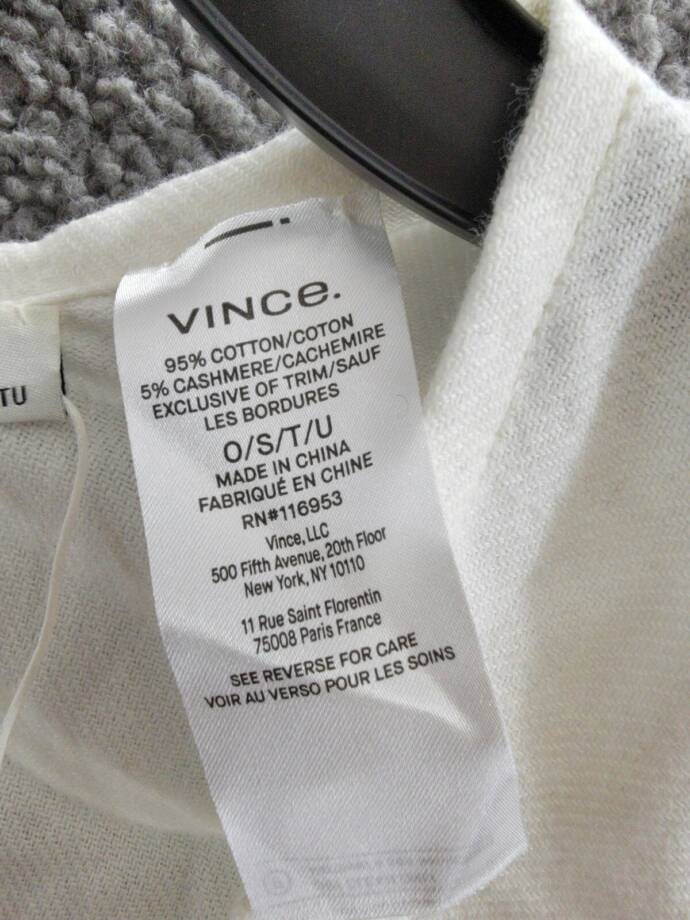 VINCE.
95% COTTON/COTON
5% CASHMERE/CACHEMIRE
EXCLUSIVE OF TRIM/SAUF
LES BORDURES
O/S/T/U
MADE IN CHINA
FABRIQUÉ EN CHINE
RN#116953
Vince, LLC
500 Fifth Avenue, 20th Floor
New York, NY 10110
11 Rue Saint Florentin
75008 Paris France
SEE REVERSE FOR CARE
VOIR AU VERSO POUR LES SOINS
TU